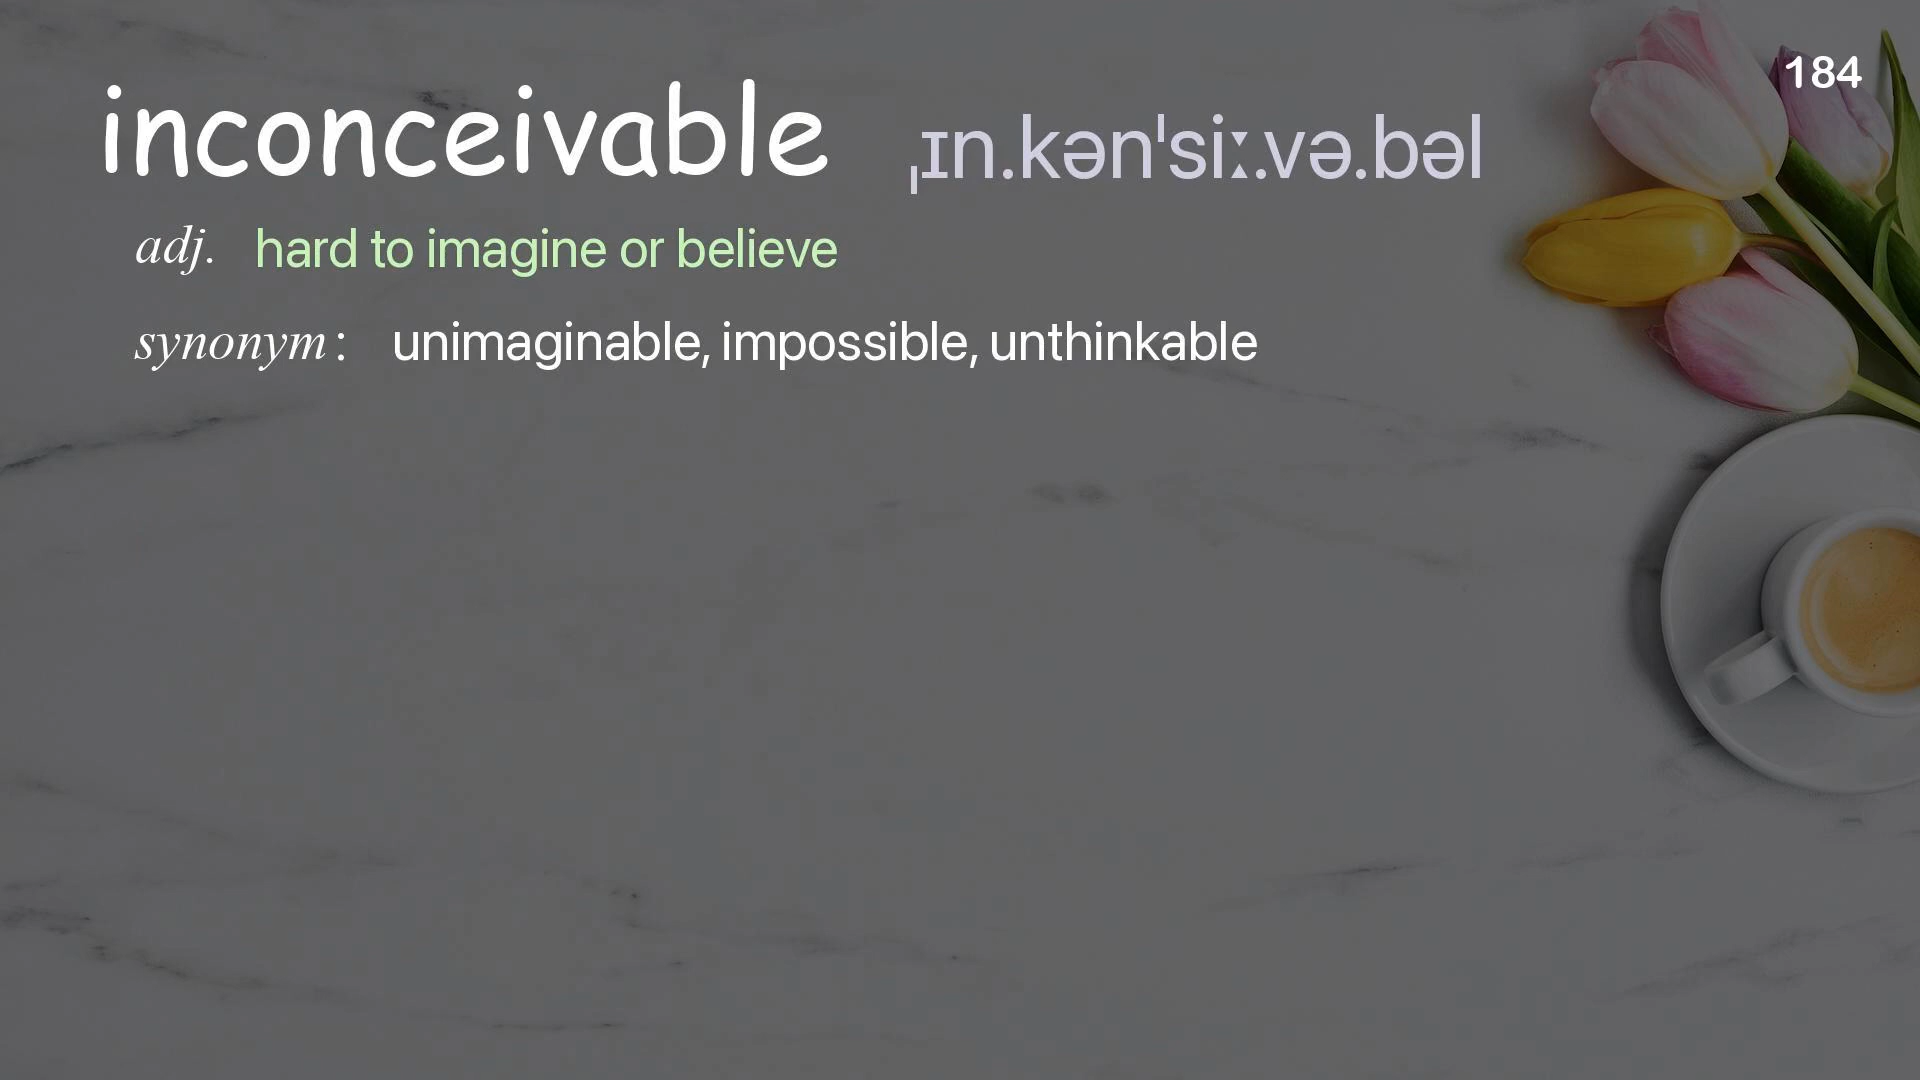 184
inconceivable ˌɪn.kənˈsiː.və.bəl
adj. hard to imagine or believe
synonym : unimaginable, impossible, unthinkable